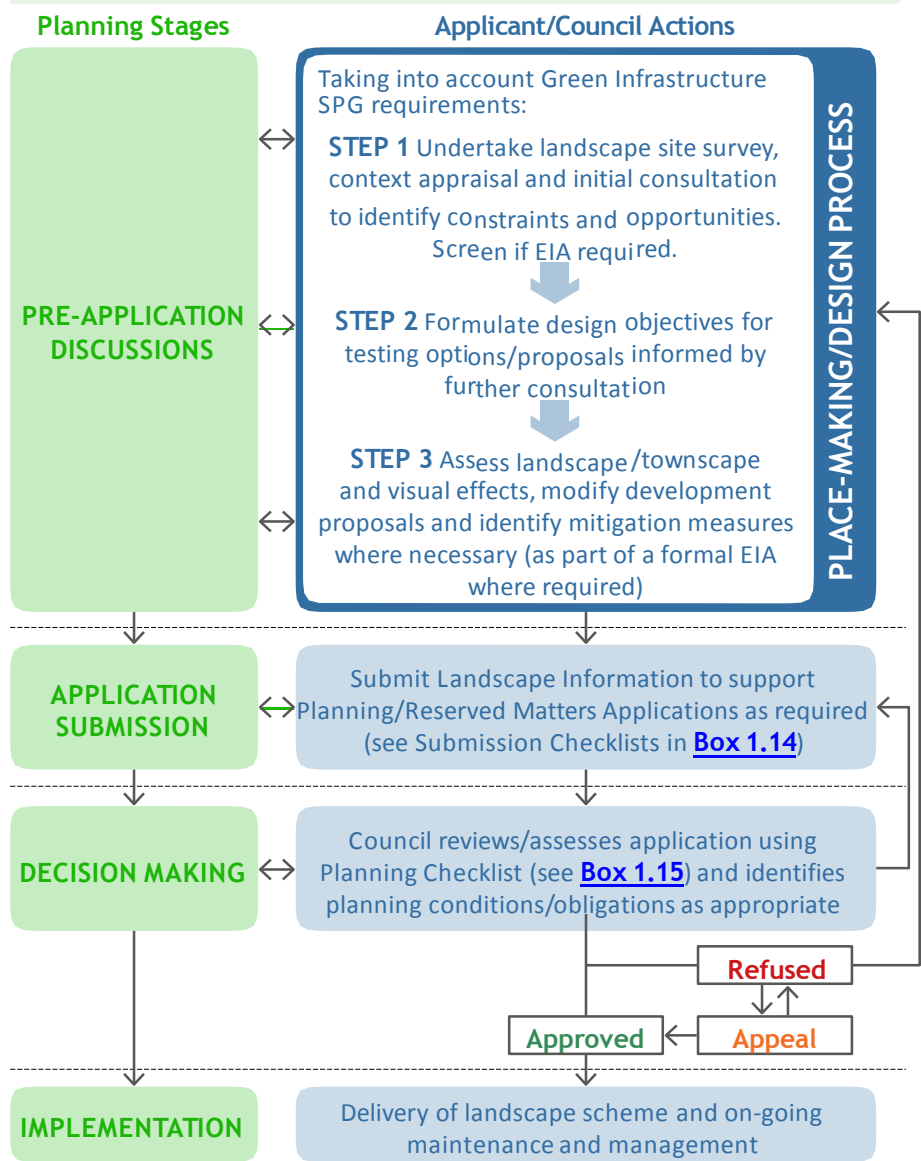 Planning Stages
Applicant/Council Actions
PRE-APPLICATION
DISCUSSIONS
Taking into account Green Infrastructure
SPG requirements:
STEP 1 Undertake landscape site survey,
context appraisal and initial consultation
to identify constraints and opportunities.
Screen if EIA required.
STEP 2 Formulate design objectives for
testing options/proposals informed by
further consultation
STEP 3 Assess landscape/townscape
and visual effects, modify development
proposals and identify mitigation measures
where necessary (as part of a formal EIA
where required)
PLACE-MAKING/DESIGN PROCESS
APPLICATION
SUBMISSION
Submit Landscape Information to support
Planning/Reserved Matters Applications as required
(see Submission Checklists in Box 1.14)
DECISION MAKING
Council reviews/assesses application using
Planning Checklist (see Box 1.15) and identifies
planning conditions/obligations as appropriate
Refused
Approved
Appeal
IMPLEMENTATION
Delivery of landscape scheme and on-going
maintenance and management